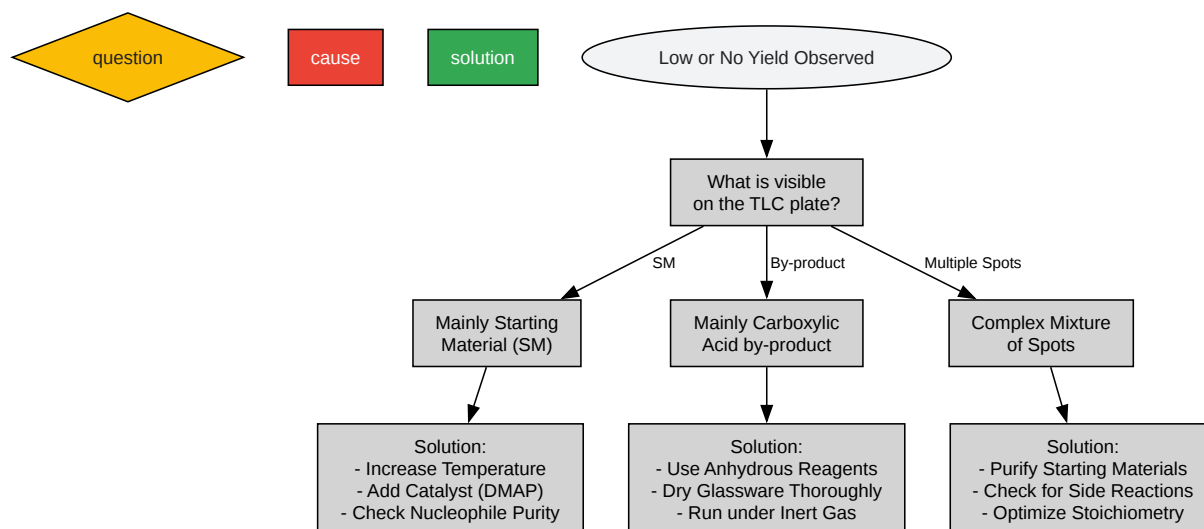 question
cause
solution
Low or No Yield Observed
What is visible
on the TLC plate?
SM
By-product
Multiple Spots
Mainly Starting
Material (SM)
Mainly Carboxylic
Acid by-product
Complex Mixture
of Spots
Solution:
- Increase Temperature
- Add Catalyst (DMAP)
- Check Nucleophile Purity
Solution:
- Use Anhydrous Reagents
- Dry Glassware Thoroughly
- Run under Inert Gas
Solution:
- Purify Starting Materials
- Check for Side Reactions
- Optimize Stoichiometry